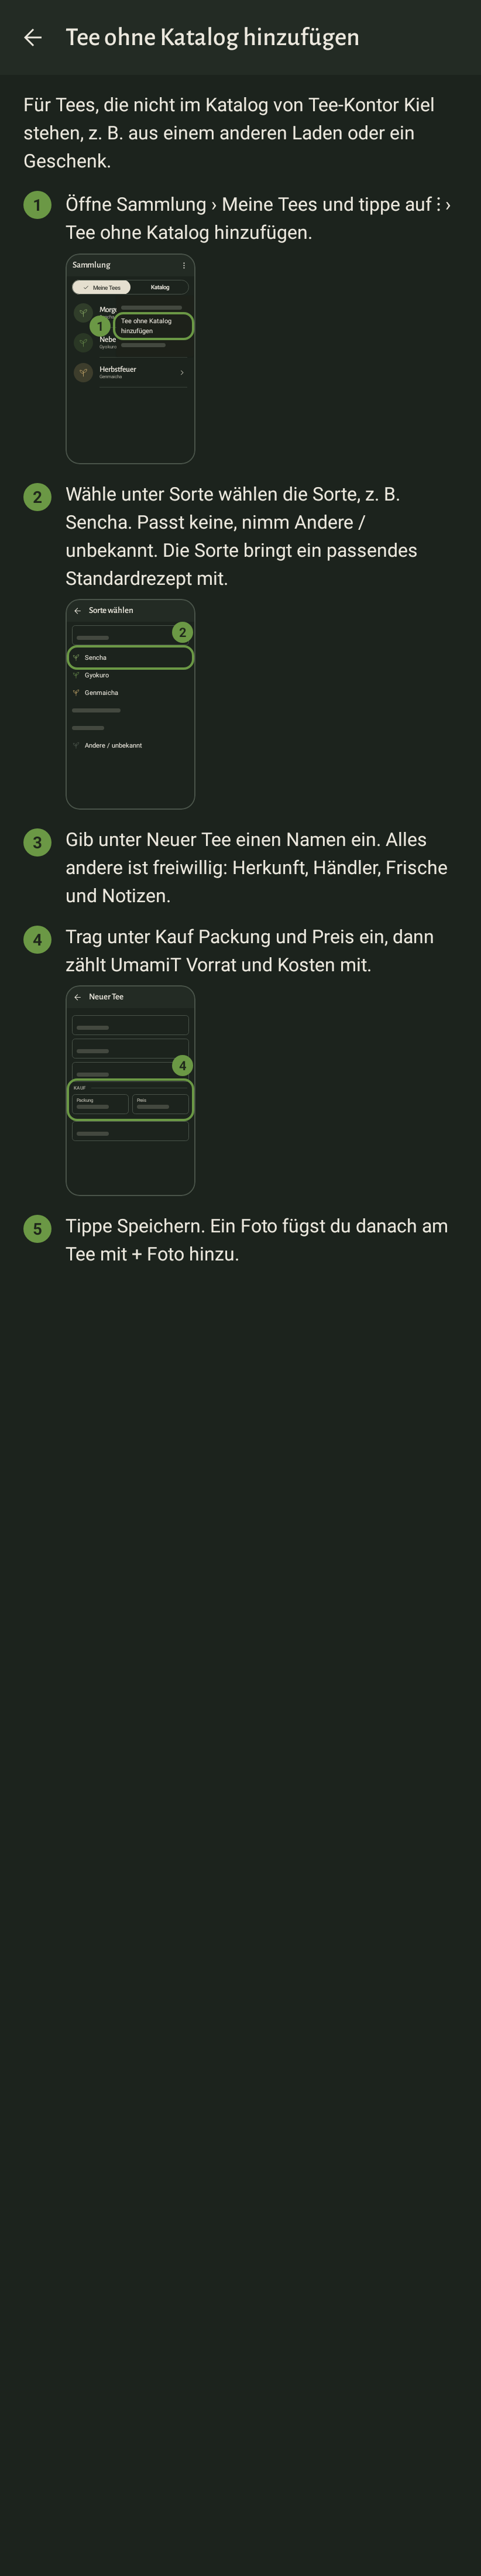 Tee ohne Katalog hinzufügen
Für Tees, die nicht im Katalog von Tee-Kontor Kiel
stehen, z. B. aus einem anderen Laden oder ein
Geschenk.
1 Öffne Sammlung › Meine Tees und tippe auf ⋮ ›
Tee ohne Katalog hinzufügen.
Sammlung
Meine Tees Katalog
Tee ohne Katalog
hinzufügen
1
Gyokuro
Herbstfeuer
Genmaicha
2 Wähle unter Sorte wählen die Sorte, z. B.
Sencha. Passt keine, nimm Andere /
unbekannt. Die Sorte bringt ein passendes
Standardrezept mit.
Sorte wählen
2
Sencha
Gyokuro
Genmaicha
Andere / unbekannt
3 Gib unter Neuer Tee einen Namen ein. Alles
andere ist freiwillig: Herkunft, Händler, Frische
und Notizen.
4 Trag unter Kauf Packung und Preis ein, dann
zählt UmamiT Vorrat und Kosten mit.
Neuer Tee
4
KAUF
Packung Preis
5 Tippe Speichern. Ein Foto fügst du danach am
Tee mit + Foto hinzu.